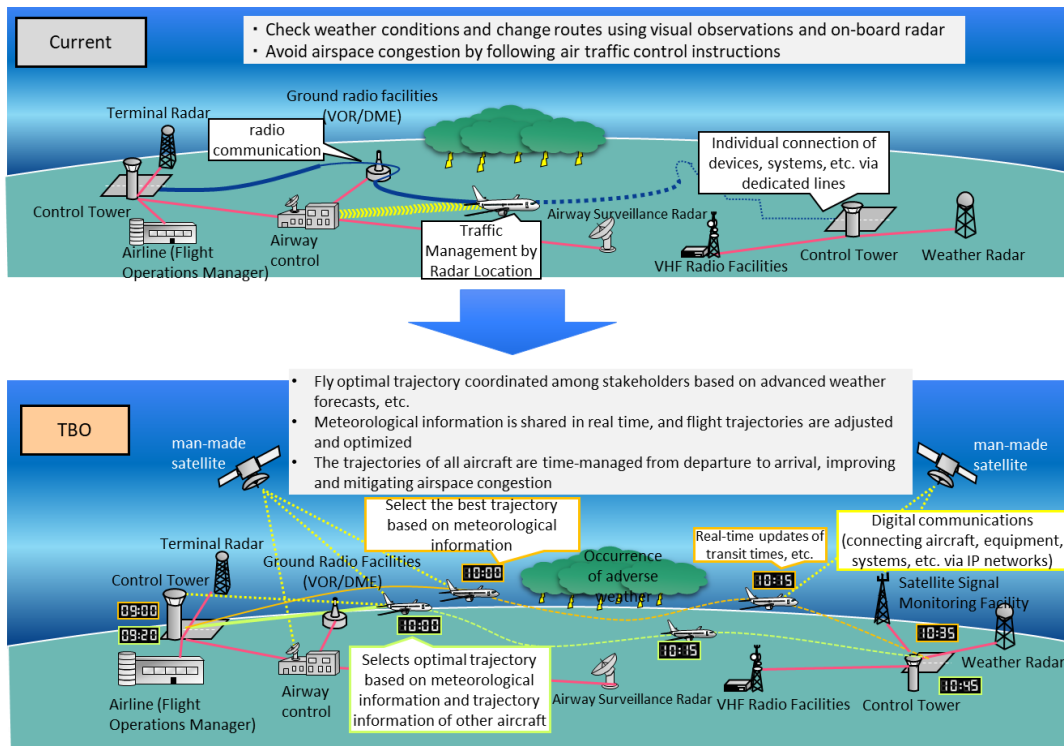 Current
・ Check weather conditions and change routes using visual observations and on-board radar
・ Avoid airspace congestion by following air traffic control instructions
Terminal Radar
Ground radio facilities
(VOR/DME)
radio
communication
Individual connection of
devices, systems, etc. via
dedicated lines
Control Tower
Airline (Flight
Operations Manager)
Airway
control
Traffic
Management by
Radar Location
Airway Surveillance Radar
VHF Radio Facilities
Control Tower
Weather Radar
TBO
• Fly optimal trajectory coordinated among stakeholders based on advanced weather
forecasts, etc.
• Meteorological information is shared in real time, and flight trajectories are adjusted
and optimized
• The trajectories of all aircraft are time-managed from departure to arrival, improving
and mitigating airspace congestion
man-made
satellite
man-made
satellite
Select the best trajectory
based on meteorological
information
Real-time updates of
transit times, etc.
Digital communications
(connecting aircraft, equipment,
systems, etc. via IP networks)
Terminal Radar
Ground Radio Facilities
(VOR/DME)
Control Tower
10:00
Occurrence
of adverse
weather
10:15
Satellite Signal
Monitoring Facility
09:00
09:20
10:00
10:15
10:35
Weather Radar
10:45
Airline (Flight
Operations Manager)
Airway
control
Selects optimal trajectory
based on meteorological
information and trajectory
information of other aircraft
Airway Surveillance Radar
VHF Radio Facilities
Control Tower